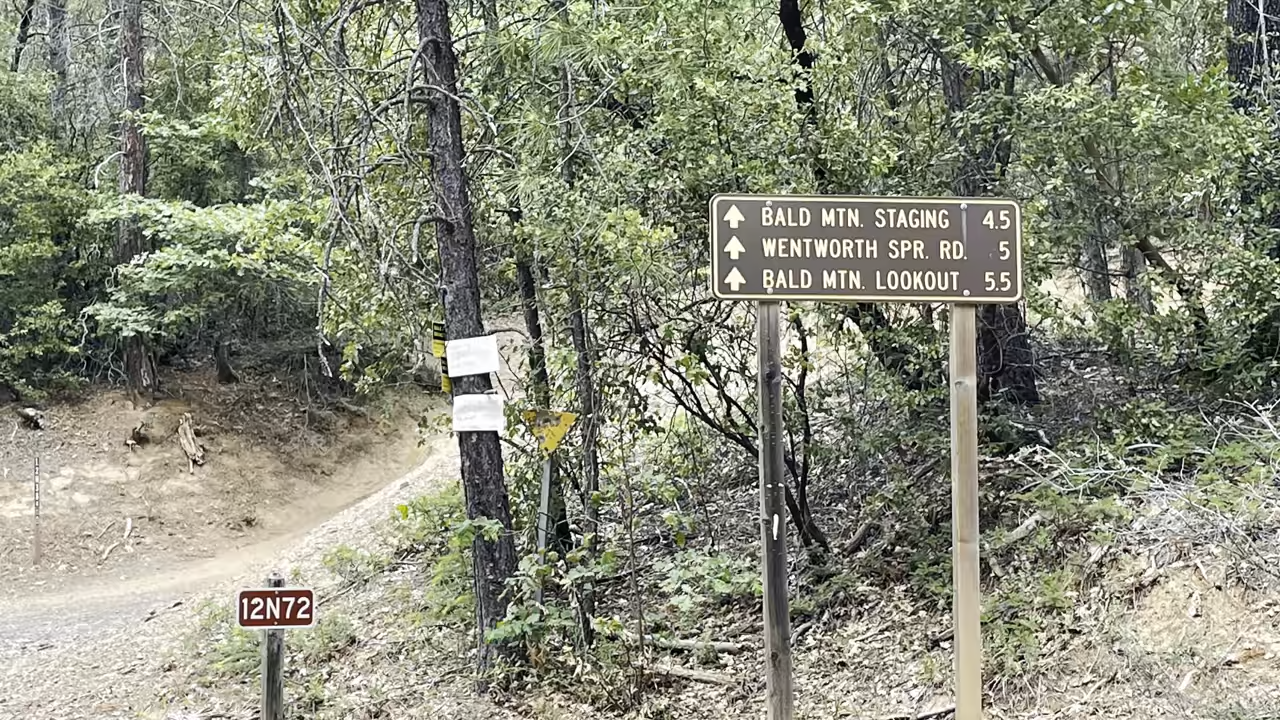 BALD MTN. STAGING 4.5
WENTWORTH SPR. RD. 5
BALD MTN. LOOKOUT 5.5
12N72